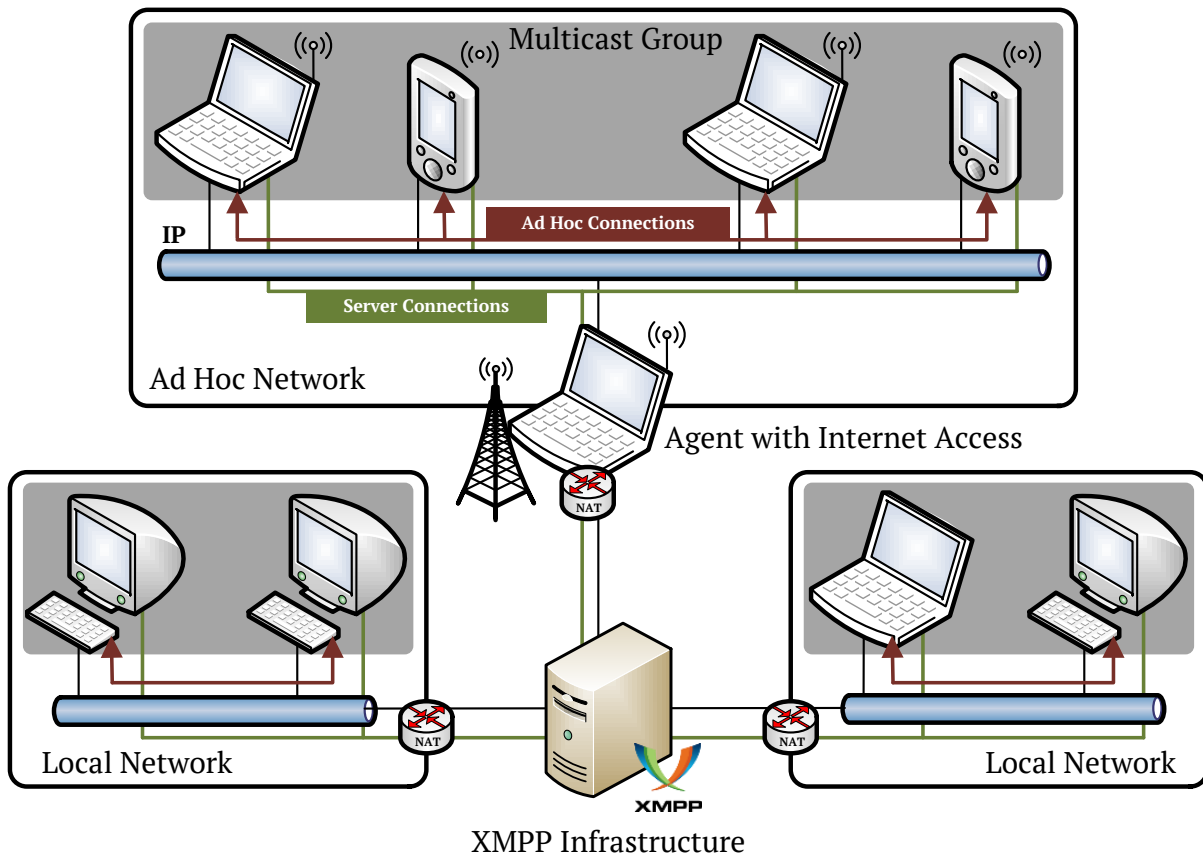 Multicast Group
Ad Hoc Connections
IP
Server Connections
Ad Hoc Network
Agent with Internet Access
NAT
NAT
NAT
Local Network
Local Network
XMPP
XMPP Infrastructure